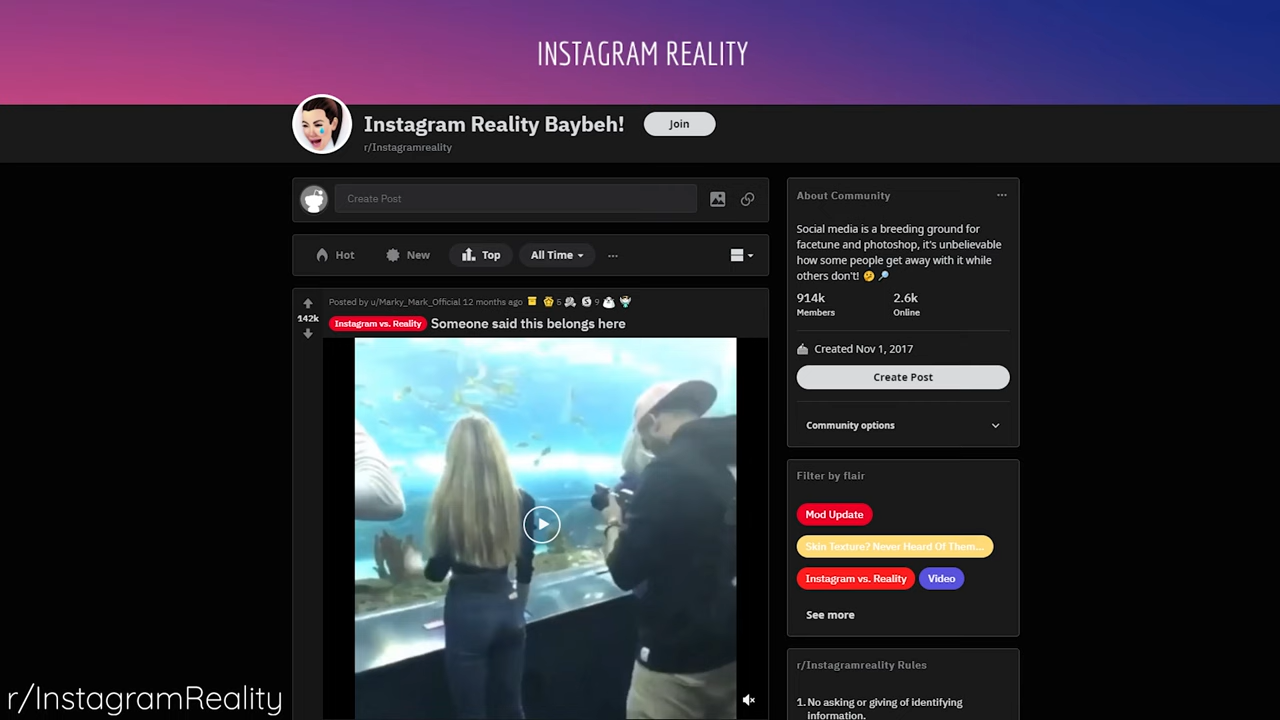 INSTAGRAM REALITY
Instagram Reality Baybeh!
Join
r/Instagramreality
Create Post
Hot
New
Top
All Time
Posted by u/Marky_Mark_Official 12 months ago
5
9
142k
Instagram vs. Reality
Someone said this belongs here
About Community
Social media is a breeding ground for
facetune and photoshop, it's unbelievable
how some people get away with it while
others don't! 🤔 🔎
914k
2.6k
Members
Online
Created Nov 1, 2017
Create Post
Community options
Filter by flair
Mod Update
Skin Texture? Never Heard Of Them...
Instagram vs. Reality
Video
See more
r/Instagramreality Rules
1. No asking or giving of identifying
information.
r/InstagramReality